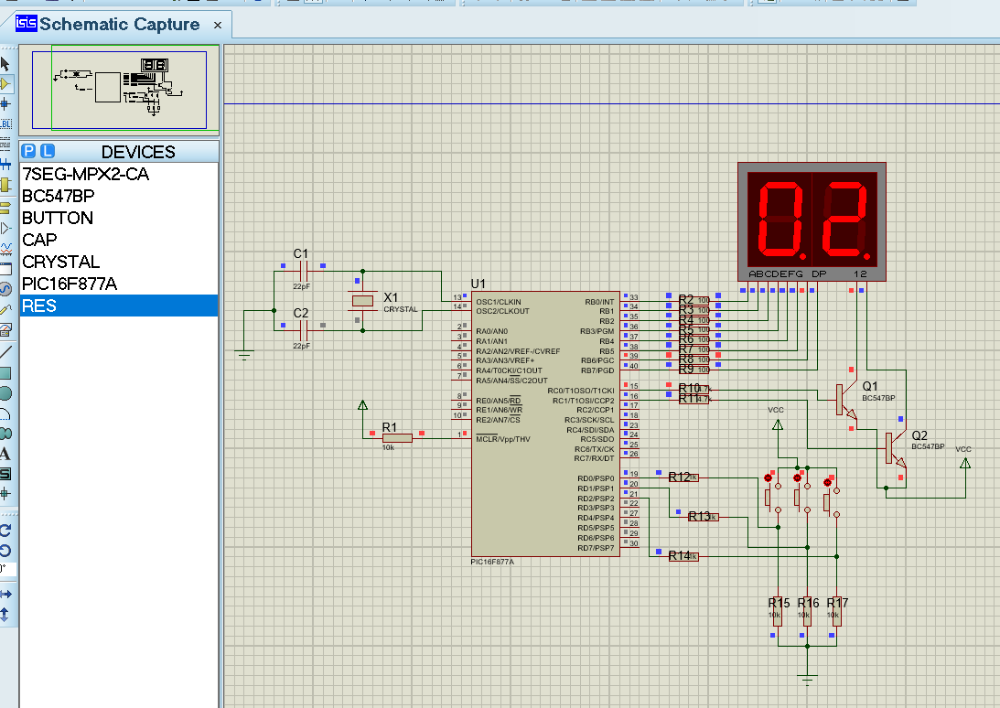 ISIS Schematic Capture ×
P L DEVICES
7SEG-MPX2-CA
BC547BP
BUTTON
CAP
CRYSTAL
PIC16F877A
RES
02
ABCDEFG DP 12
C1
22pF
X1
CRYSTAL
C2
22pF
R1
10k
U1
13 OSC1/CLKIN
14 OSC2/CLKOUT
2 RA0/AN0
3 RA1/AN1
4 RA2/AN2/VREF-/CVREF
5 RA3/AN3/VREF+
6 RA4/T0CKI/C1OUT
7 RA5/AN4/SS/C2OUT
8 RE0/AN5/RD
9 RE1/AN6/WR
10 RE2/AN7/CS
1 MCLR/Vpp/THV
RB0/INT 33
RB1 34
RB2 35
RB3/PGM 36
RB4 37
RB5 38
RB6/PGC 39
RB7/PGD 40
RC0/T1OSO/T1CKI 15
RC1/T1OSI/CCP2 16
RC2/CCP1 17
RC3/SCK/SCL 18
RC4/SDI/SDA 23
RC5/SDO 24
RC6/TX/CK 25
RC7/RX/DT 26
RD0/PSP0 19
RD1/PSP1 20
RD2/PSP2 21
RD3/PSP3 22
RD4/PSP4 27
RD5/PSP5 28
RD6/PSP6 29
RD7/PSP7 30
PIC16F877A
R2 100
R3 100
R4 100
R5 100
R6 100
R7 100
R8 100
R9 100
R10 4.7k
R11 4.7k
R12
R13
R14
Q1
BC547BP
Q2
BC547BP
VCC
VCC
R15 R16 R17
10k 10k 10k